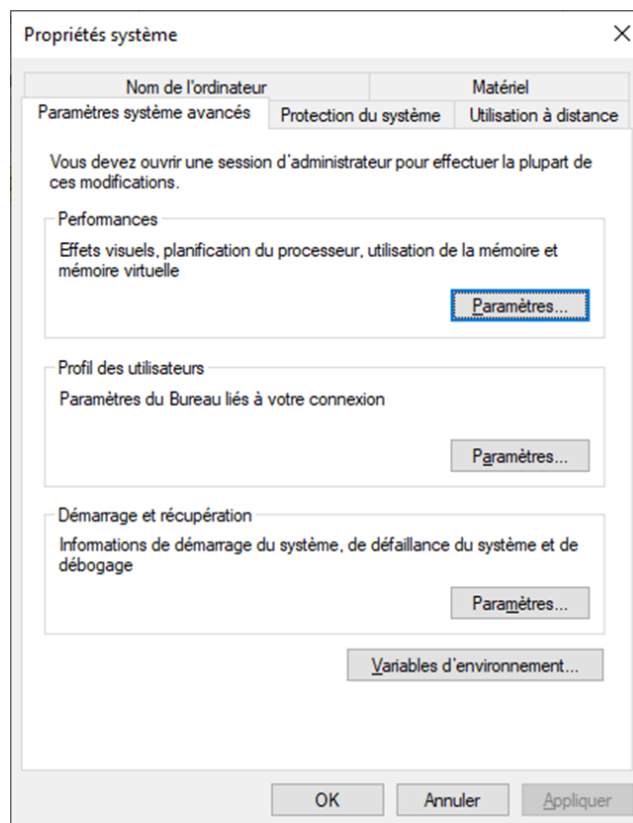 Propriétés système
Nom de l'ordinateur
Matériel
Paramètres système avancés
Protection du système
Utilisation à distance
Vous devez ouvrir une session d'administrateur pour effectuer la plupart de
ces modifications.
Performances
Effets visuels, planification du processeur, utilisation de la mémoire et
mémoire virtuelle
Paramètres...
Profil des utilisateurs
Paramètres du Bureau liés à votre connexion
Paramètres...
Démarrage et récupération
Informations de démarrage du système, de défaillance du système et de
débogage
Paramètres...
Variables d'environnement...
OK
Annuler
Appliquer